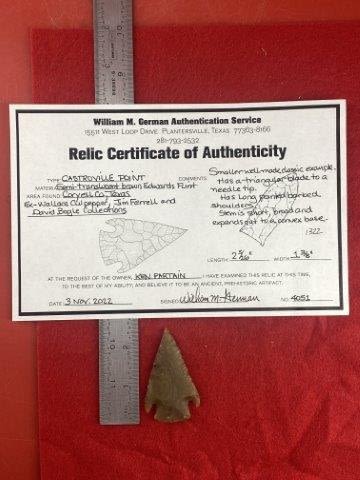 William M. German Authentication Service
15511 WEST LOOP DRIVE PLANTERSVILLE, TEXAS 77363-8166
281-793-2532
Relic Certificate of Authenticity
TYPE: CASTROVILLE POINT
MATERIAL: Semi-translucent brown Edwards Flint
AREA FOUND: Coryell Co., Texas
Ex-Wallace Culpepper, Jim Ferrell and
David Bogle Collections
COMMENTS Smaller well-made classic example.
Has a triangular blade to a
needle tip.
Has long pointed barbed
shoulders.
Stem is short, broad and
expands out to a convex base.
1322
LENGTH: 2 5/16" WIDTH: 1 3/8"
AT THE REQUEST OF THE OWNER, KEN PARTAIN, I HAVE EXAMINED THIS RELIC AT THIS TIME,
TO THE BEST OF MY ABILITY, AND BELIEVE IT TO BE AN ANCIENT, PREHISTORIC ARTIFACT.
DATE: 3 Nov. 2022 SIGNED: William M. German NO: 4051